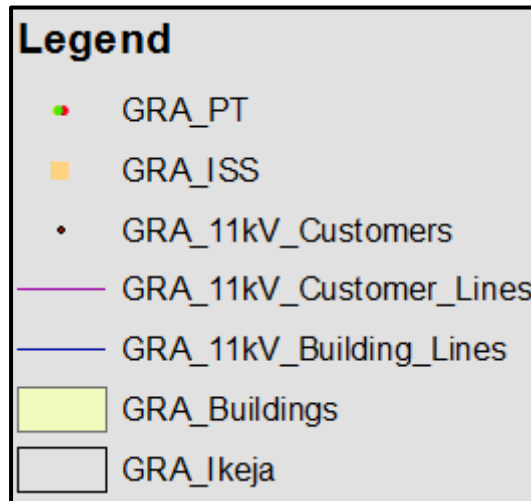 Legend
GRA_PT
GRA_ISS
GRA_11kV_Customers
GRA_11kV_Customer_Lines
GRA_11kV_Building_Lines
GRA_Buildings
GRA_Ikeja